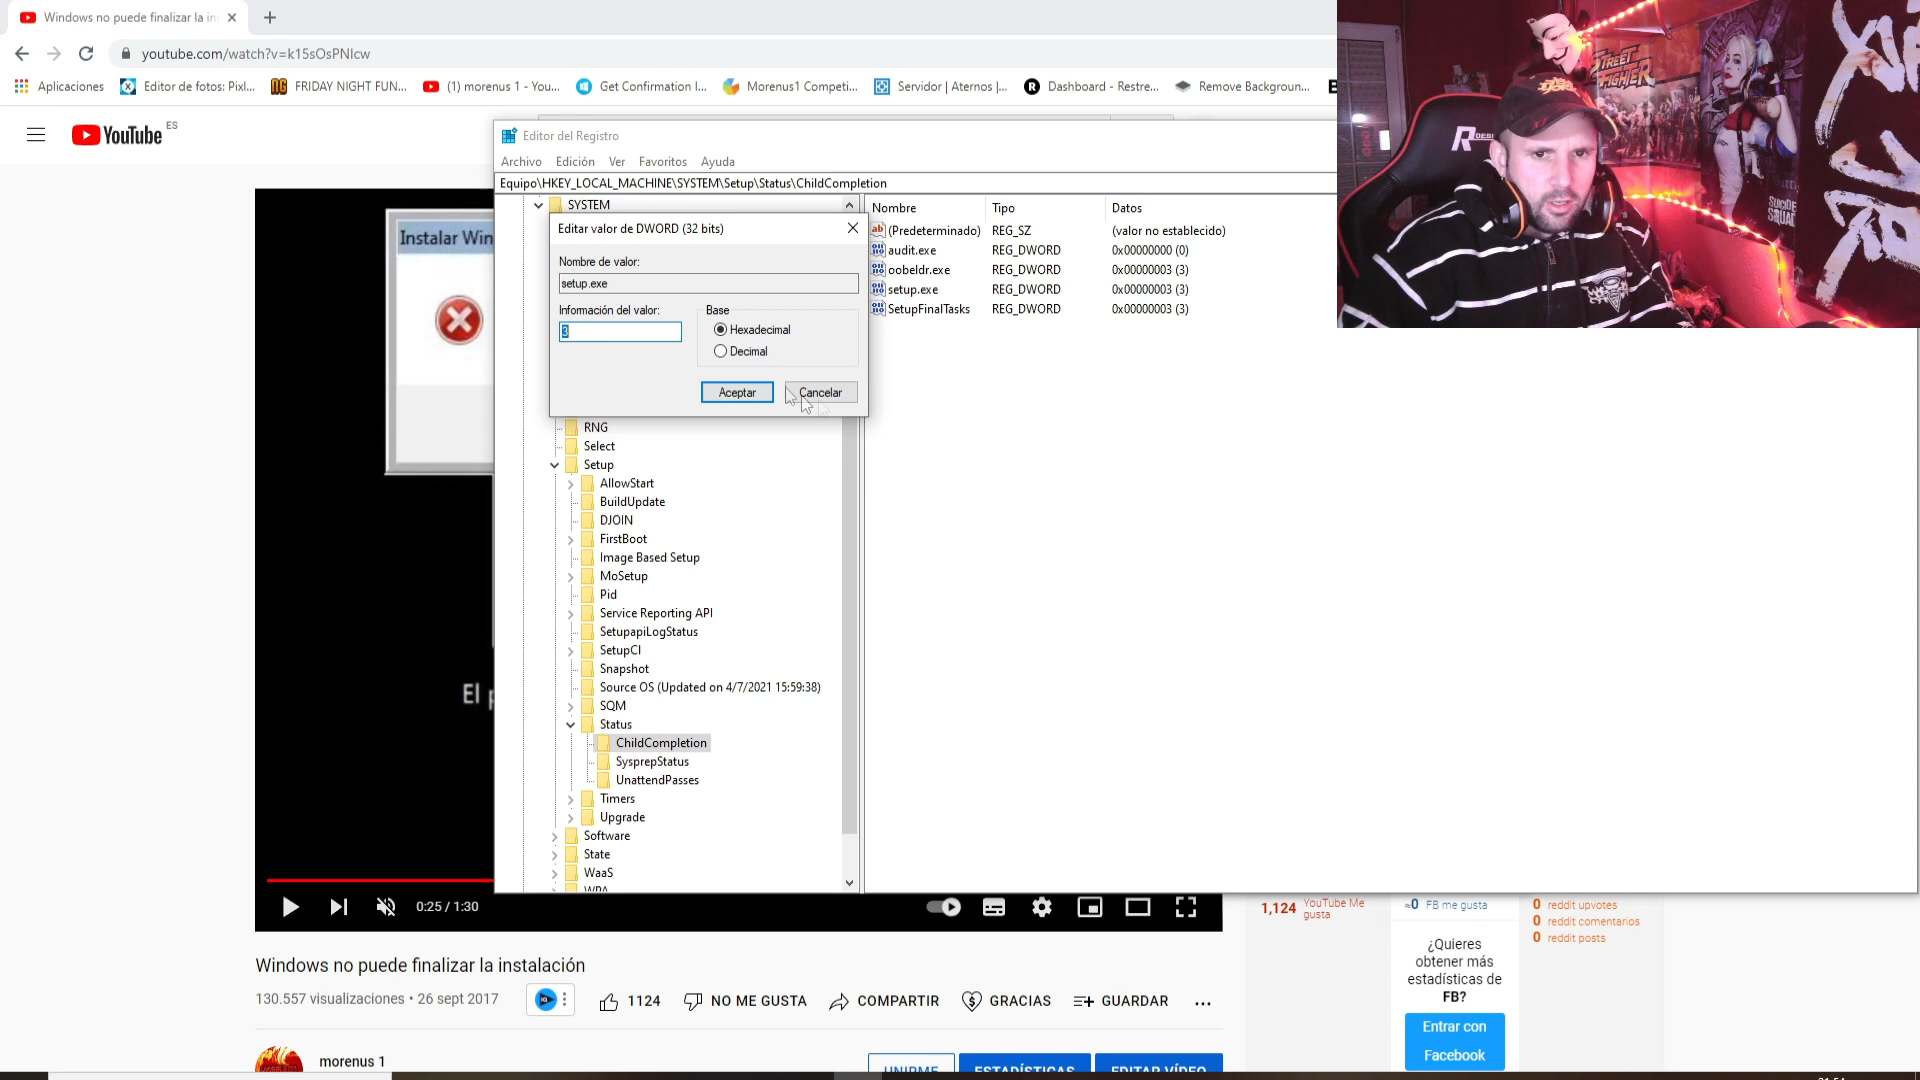 Windows no puede finalizar la in
youtube.com/watch?v=k15sOsPNIcw
Aplicaciones
Editor de fotos: Pixl...
FRIDAY NIGHT FUN...
(1) morenus 1 - You...
Get Confirmation I...
Morenus1 Competi...
Servidor | Aternos |...
Dashboard - Restre...
Remove Backgroun...
YouTube ES
Editor del Registro
Archivo Edición Ver Favoritos Ayuda
Equipo\HKEY_LOCAL_MACHINE\SYSTEM\Setup\Status\ChildCompletion
SYSTEM
Instalar Win
Editar valor de DWORD (32 bits)
Nombre de valor:
setup.exe
Información del valor:
3
Base
Hexadecimal
Decimal
Aceptar
Cancelar
Nombre Tipo Datos
(Predeterminado) REG_SZ (valor no establecido)
audit.exe REG_DWORD 0x00000000 (0)
oobeldr.exe REG_DWORD 0x00000003 (3)
setup.exe REG_DWORD 0x00000003 (3)
SetupFinalTasks REG_DWORD 0x00000003 (3)
STREET FIGHTER
SUICIDE SQUAD
RNG
Select
Setup
AllowStart
BuildUpdate
DJOIN
FirstBoot
Image Based Setup
MoSetup
Pid
Service Reporting API
SetupapiLogStatus
SetupCl
Snapshot
Source OS (Updated on 4/7/2021 15:59:38)
SQM
Status
ChildCompletion
SysprepStatus
UnattendPasses
Timers
Upgrade
Software
State
WaaS
WPA
El p
0:25 / 1:30
Windows no puede finalizar la instalación
130.557 visualizaciones • 26 sept 2017
1124
NO ME GUSTA
COMPARTIR
GRACIAS
GUARDAR
morenus 1
UNIRME
ESTADÍSTICAS
EDITAR VÍDEO
1,124 YouTube Me
gusta
≈0 FB me gusta
¿Quieres
obtener más
estadísticas de
FB?
Entrar con
Facebook
0 reddit upvotes
0 reddit comentarios
0 reddit posts